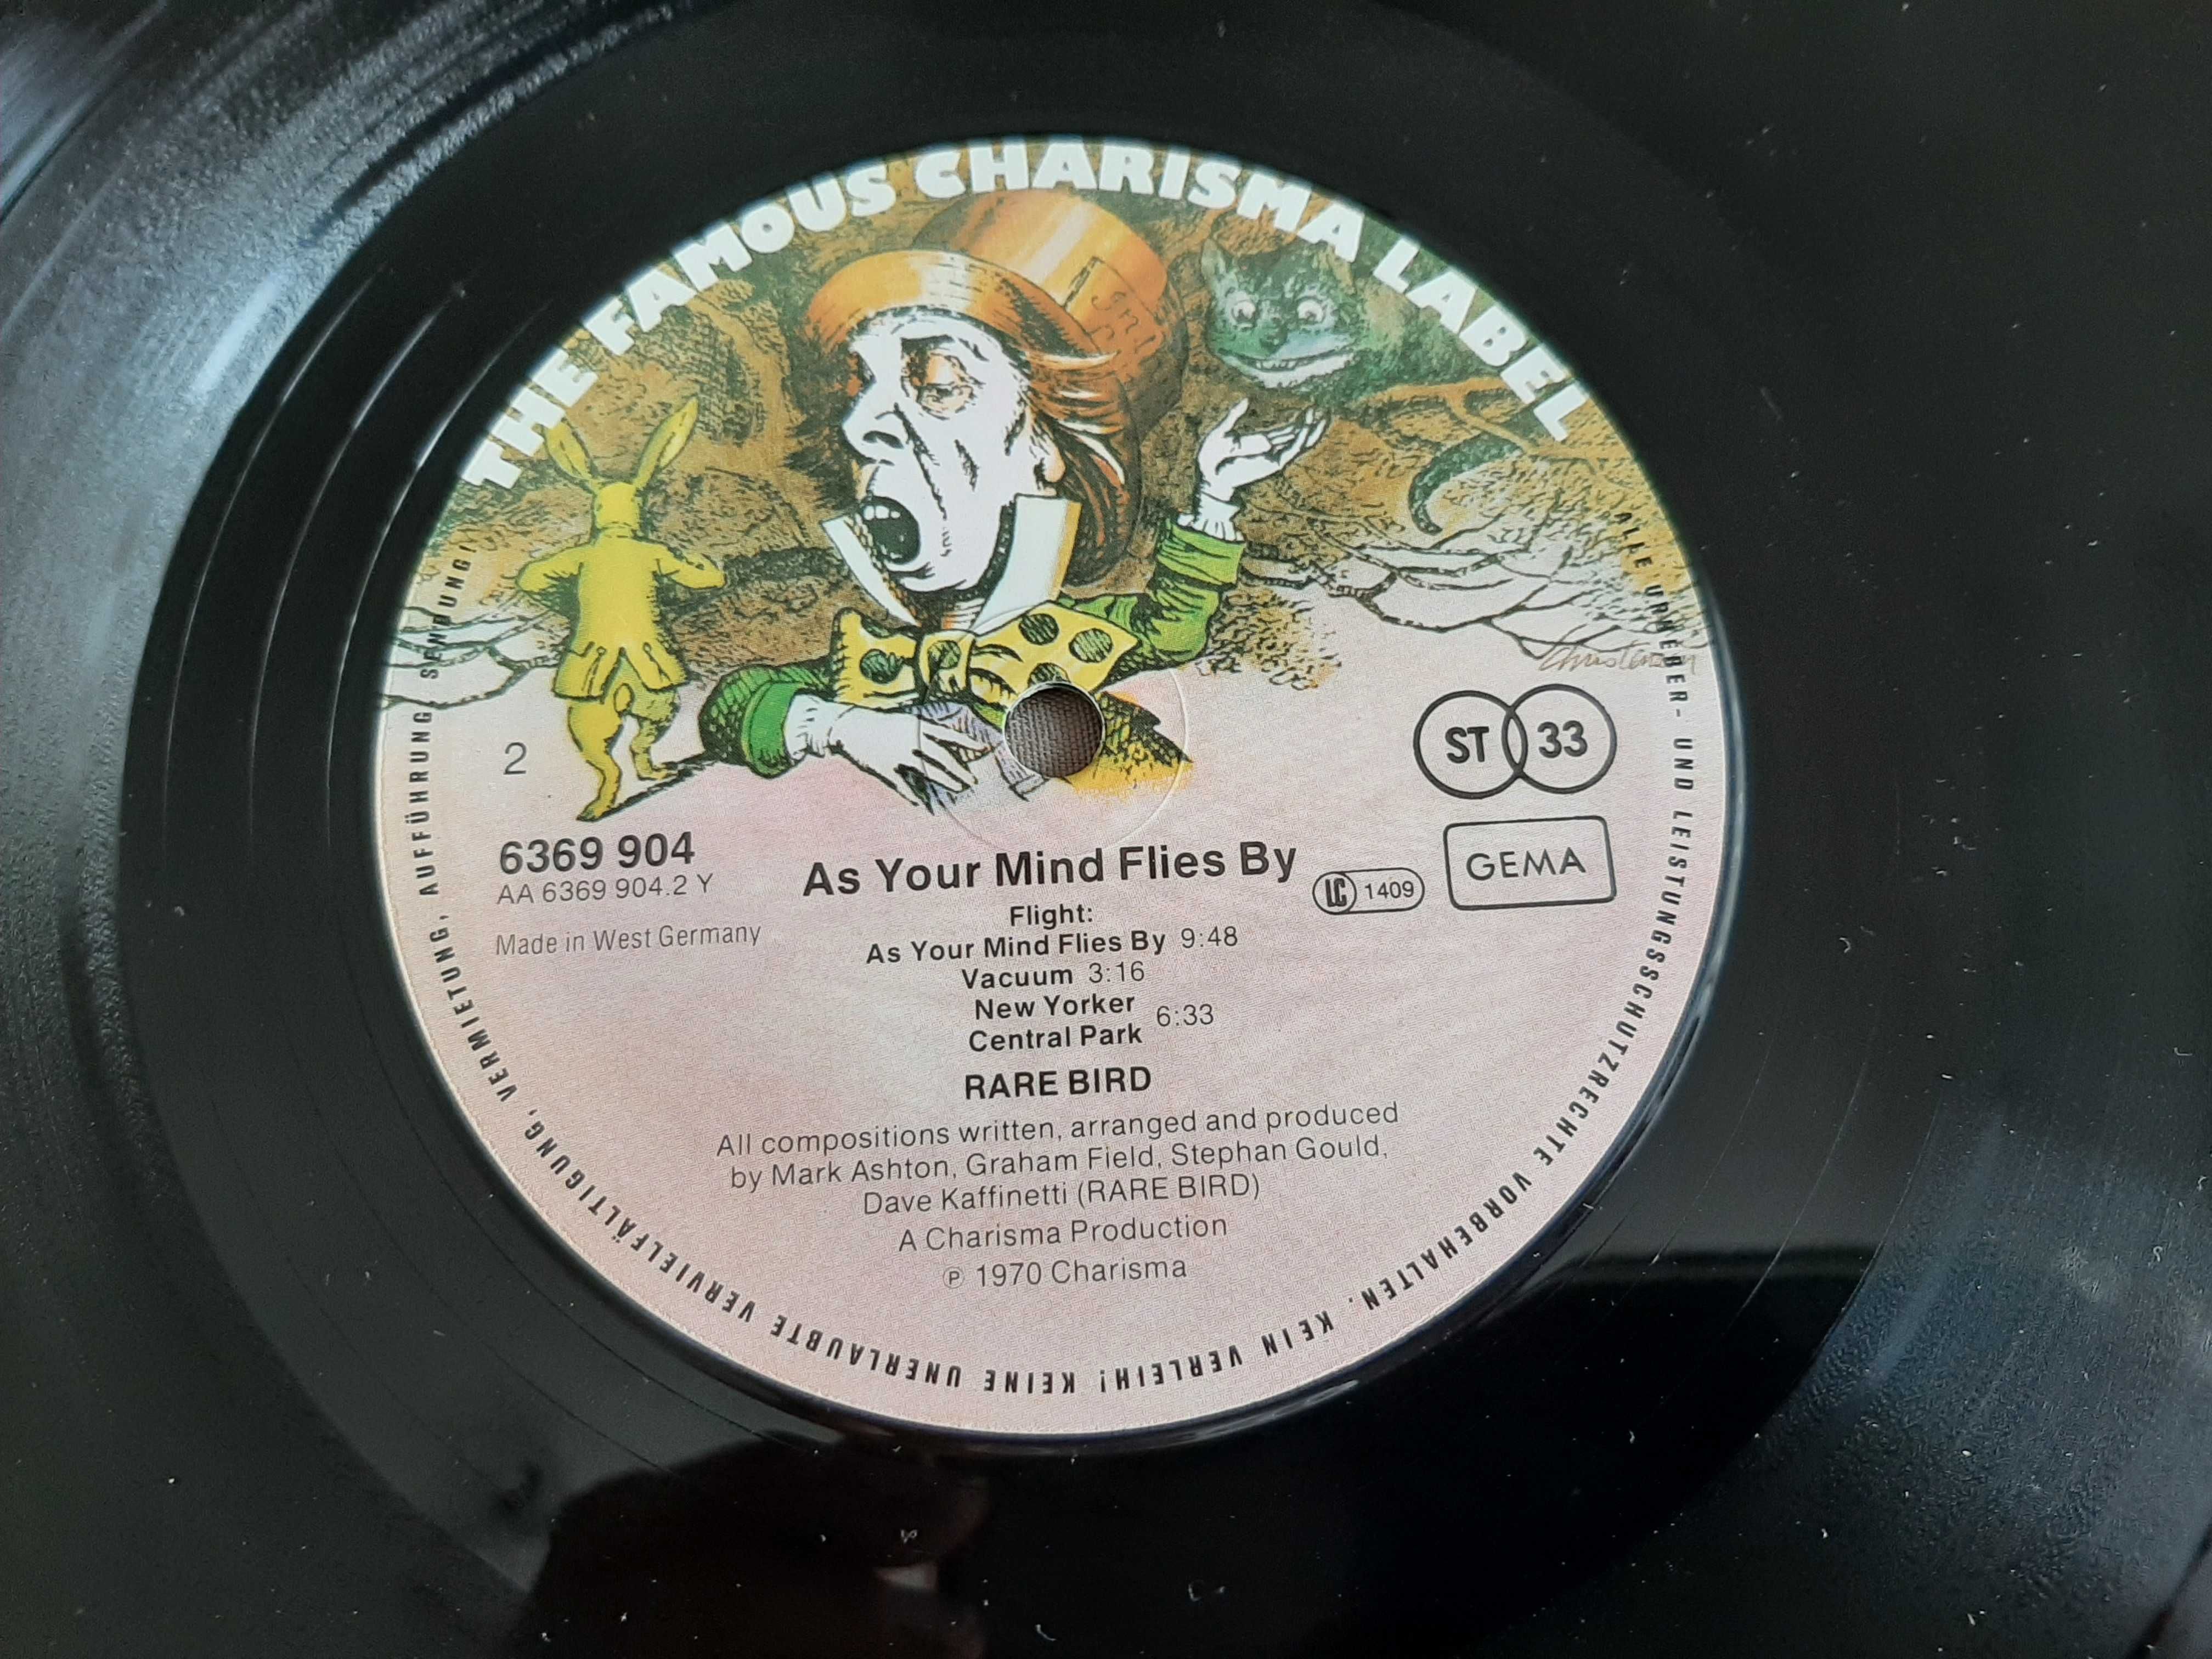 THE FAMOUS CHARISMA LABEL
2
ST 33
6369 904
AA 6369 904.2 Y
GEMA
LC 1409
Made in West Germany
As Your Mind Flies By
Flight:
As Your Mind Flies By 9:48
Vacuum 3:16
New Yorker
Central Park 6:33
RARE BIRD
All compositions written, arranged and produced
by Mark Ashton, Graham Field, Stephan Gould,
Dave Kaffinetti (RARE BIRD)
A Charisma Production
℗ 1970 Charisma
ALLE URHEBER- UND LEISTUNGSSCHUTZRECHTE VORBEHALTEN. KEIN VERLEIH! KEINE UNERLAUBTE VERVIELFÄLTIGUNG, VERMIETUNG, AUFFÜHRUNG, SENDUNG!